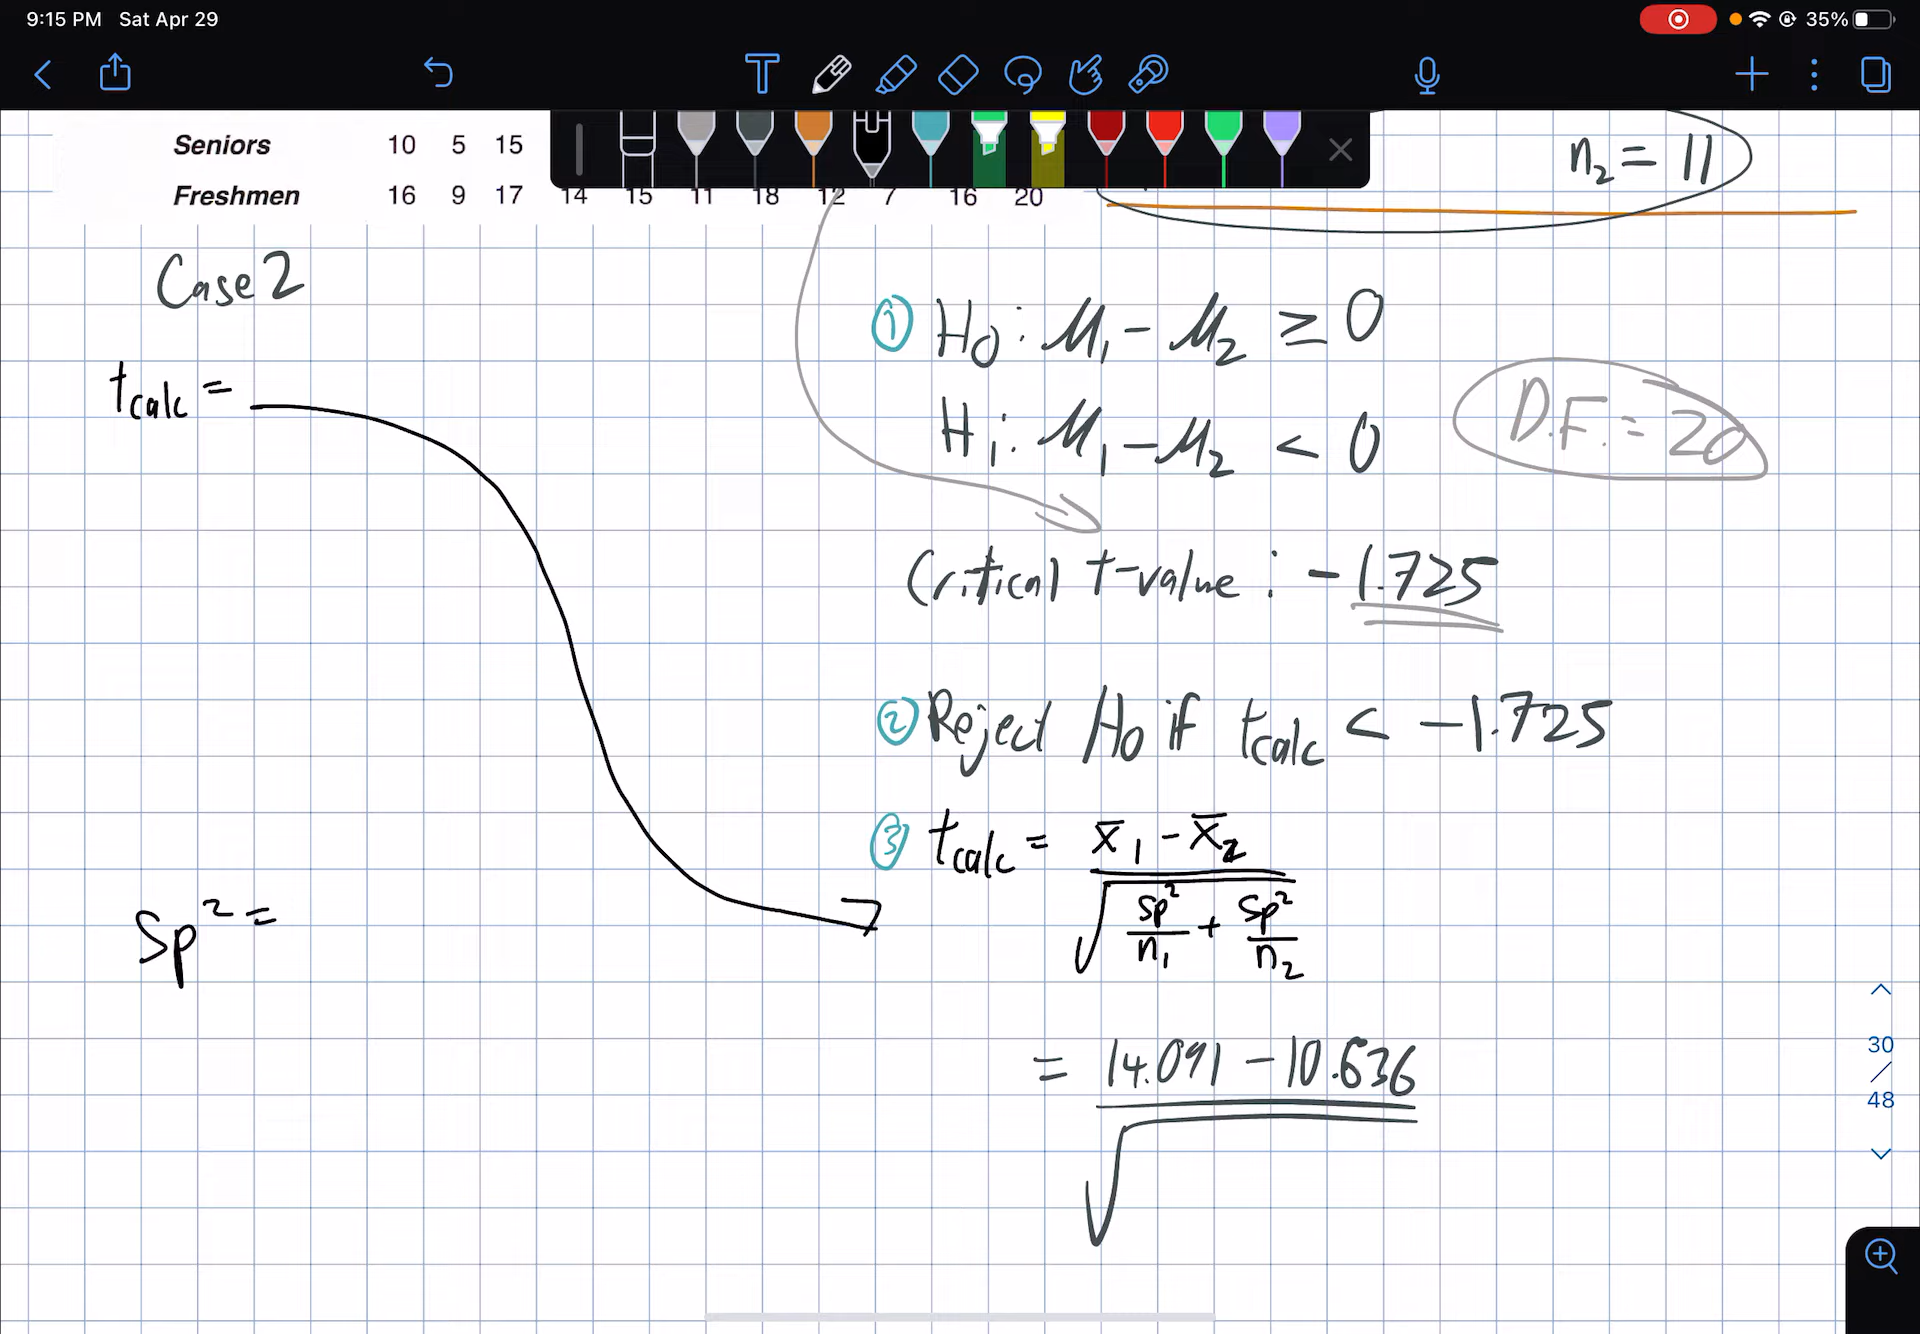 9:15 PM Sat Apr 29
35%
Seniors 10 5 15
Freshmen 16 9 17 14 15 11 18 12 7 16 20
n₂ = 11
Case 2
① H₀: μ₁ - μ₂ ≥ 0
tcalc =
H₁: μ₁ - μ₂ < 0
D.F. = 20
Critical t-value: -1.725
② Reject H₀ if tcalc < -1.725
③ tcalc = x̄₁ - x̄₂
√ Sp²/n₁ + Sp²/n₂
Sp² =
= 14.091 - 10.636
√
30
/
48